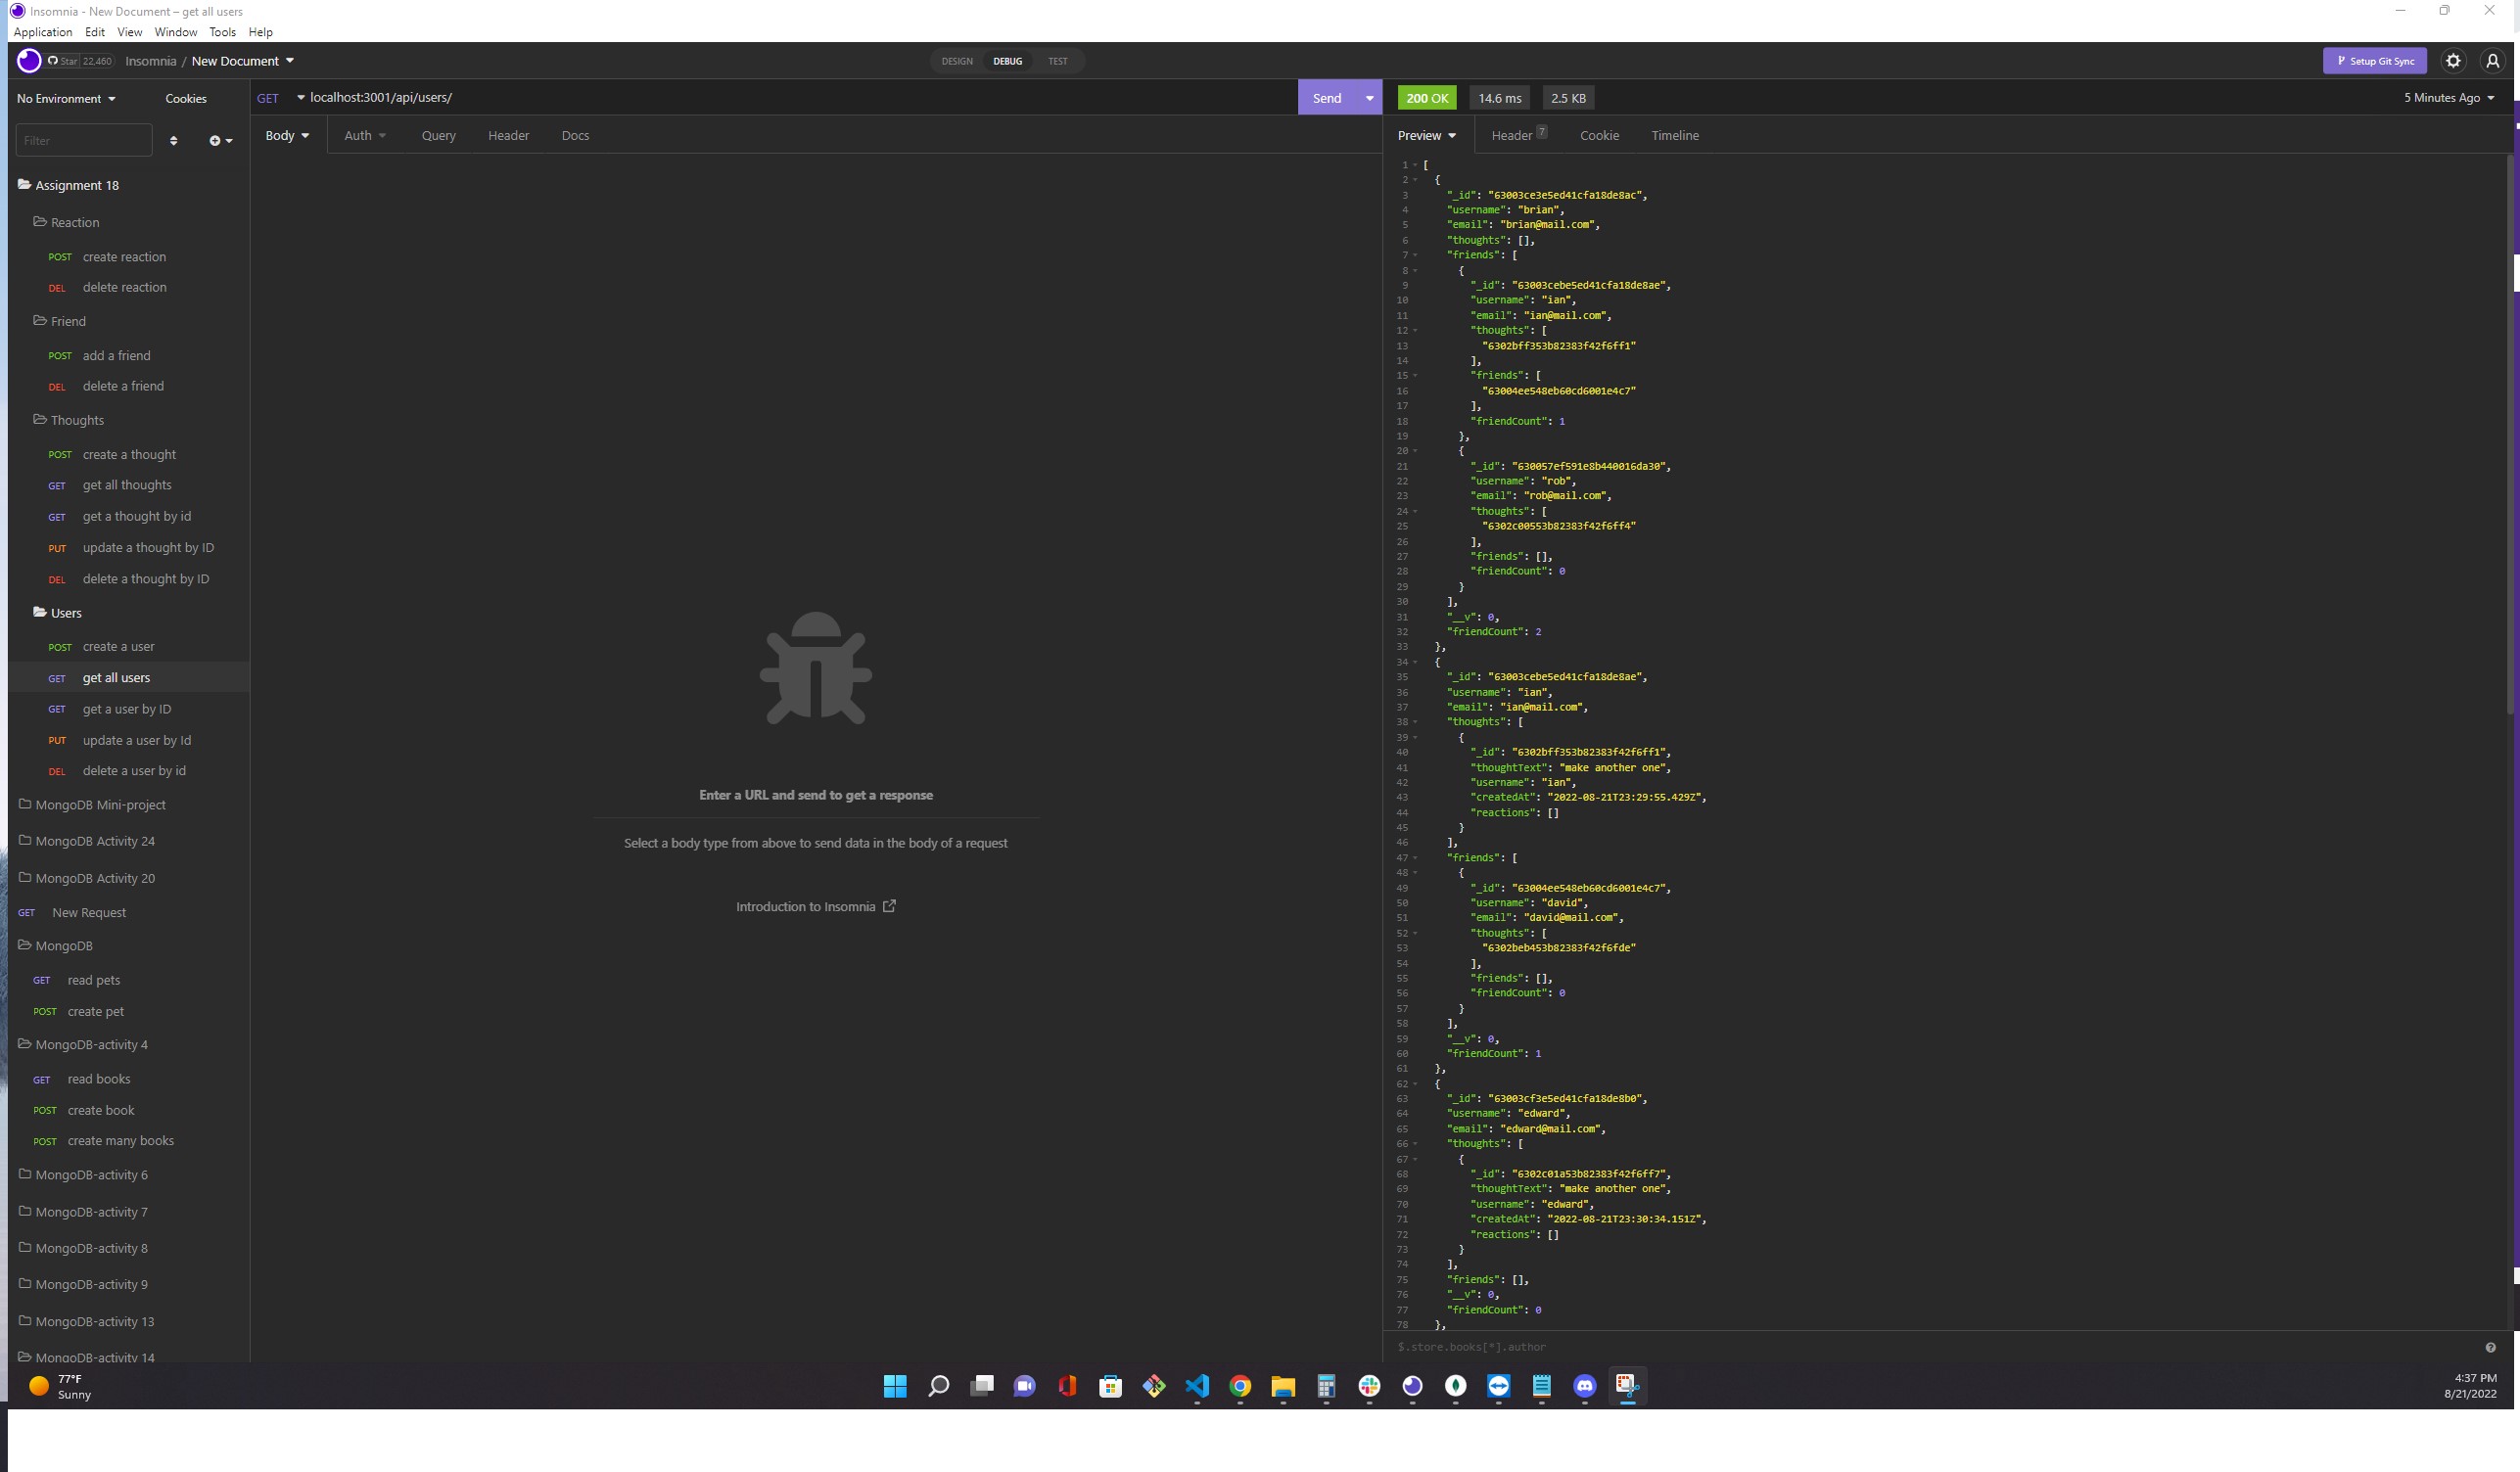 Insomnia - New Document – get all users
Application Edit View Window Tools Help
Star 22,460 Insomnia / New Document DESIGN DEBUG TEST Setup Git Sync
No Environment Cookies
Filter
Assignment 18
Reaction
POST create reaction
DEL delete reaction
Friend
POST add a friend
DEL delete a friend
Thoughts
POST create a thought
GET get all thoughts
GET get a thought by id
PUT update a thought by ID
DEL delete a thought by ID
Users
POST create a user
GET get all users
GET get a user by ID
PUT update a user by Id
DEL delete a user by id
MongoDB Mini-project
MongoDB Activity 24
MongoDB Activity 20
GET New Request
MongoDB
GET read pets
POST create pet
MongoDB-activity 4
GET read books
POST create book
POST create many books
MongoDB-activity 6
MongoDB-activity 7
MongoDB-activity 8
MongoDB-activity 9
MongoDB-activity 13
MongoDB-activity 14
GET localhost:3001/api/users/ Send
Body Auth Query Header Docs
Enter a URL and send to get a response
Select a body type from above to send data in the body of a request
Introduction to Insomnia
200 OK 14.6 ms 2.5 KB 5 Minutes Ago
Preview Header 7 Cookie Timeline
1 [
2 {
3 "_id": "63003ce3e5ed41cfa18de8ac",
4 "username": "brian",
5 "email": "brian@mail.com",
6 "thoughts": [],
7 "friends": [
8 {
9 "_id": "63003cebe5ed41cfa18de8ae",
10 "username": "ian",
11 "email": "ian@mail.com",
12 "thoughts": [
13 "6302bff353b82383f42f6ff1"
14 ],
15 "friends": [
16 "63004ee548eb60cd6001e4c7"
17 ],
18 "friendCount": 1
19 },
20 {
21 "_id": "630057ef591e8b440016da30",
22 "username": "rob",
23 "email": "rob@mail.com",
24 "thoughts": [
25 "6302c00553b82383f42f6ff4"
26 ],
27 "friends": [],
28 "friendCount": 0
29 }
30 ],
31 "__v": 0,
32 "friendCount": 2
33 },
34 {
35 "_id": "63003cebe5ed41cfa18de8ae",
36 "username": "ian",
37 "email": "ian@mail.com",
38 "thoughts": [
39 {
40 "_id": "6302bff353b82383f42f6ff1",
41 "thoughtText": "make another one",
42 "username": "ian",
43 "createdAt": "2022-08-21T23:29:55.429Z",
44 "reactions": []
45 }
46 ],
47 "friends": [
48 {
49 "_id": "63004ee548eb60cd6001e4c7",
50 "username": "david",
51 "email": "david@mail.com",
52 "thoughts": [
53 "6302beb453b82383f42f6fde"
54 ],
55 "friends": [],
56 "friendCount": 0
57 }
58 ],
59 "__v": 0,
60 "friendCount": 1
61 },
62 {
63 "_id": "63003cf3e5ed41cfa18de8b0",
64 "username": "edward",
65 "email": "edward@mail.com",
66 "thoughts": [
67 {
68 "_id": "6302c01a53b82383f42f6ff7",
69 "thoughtText": "make another one",
70 "username": "edward",
71 "createdAt": "2022-08-21T23:30:34.151Z",
72 "reactions": []
73 }
74 ],
75 "friends": [],
76 "__v": 0,
77 "friendCount": 0
78 },
$.store.books[*].author
77°F
Sunny
4:37 PM
8/21/2022